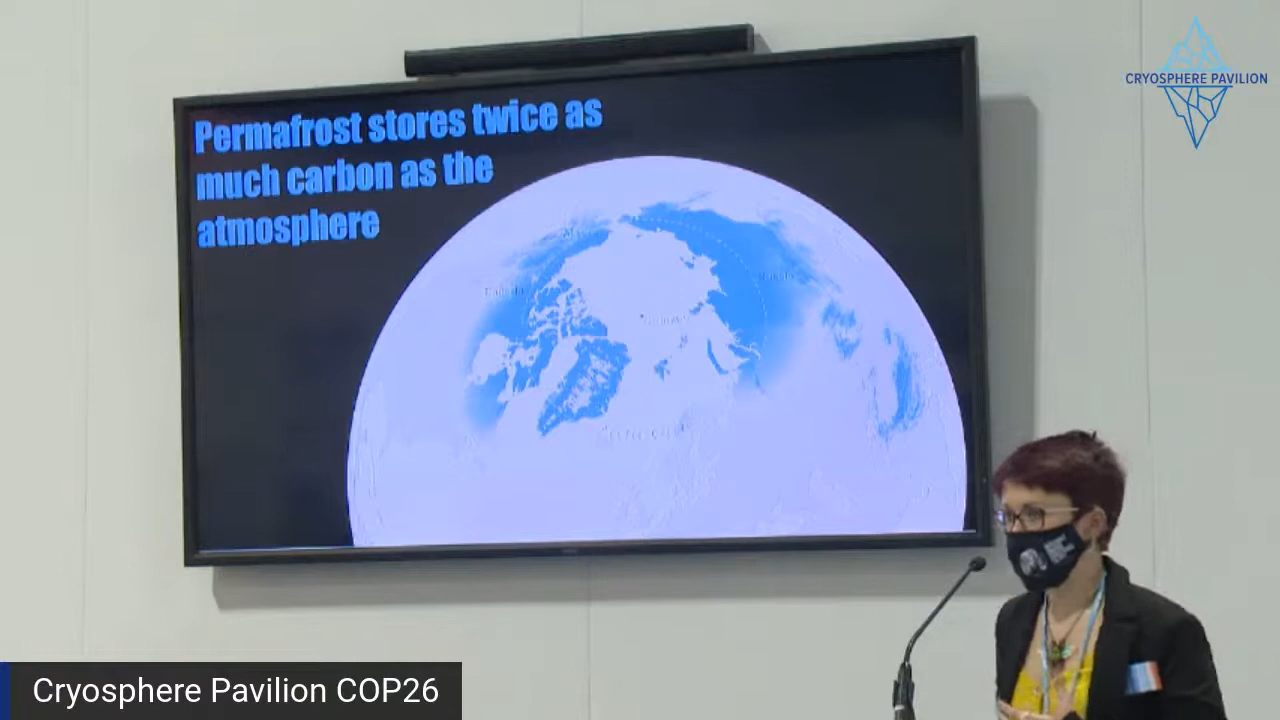 Permafrost stores twice as
much carbon as the
atmosphere
CRYOSPHERE PAVILION
Cryosphere Pavilion COP26